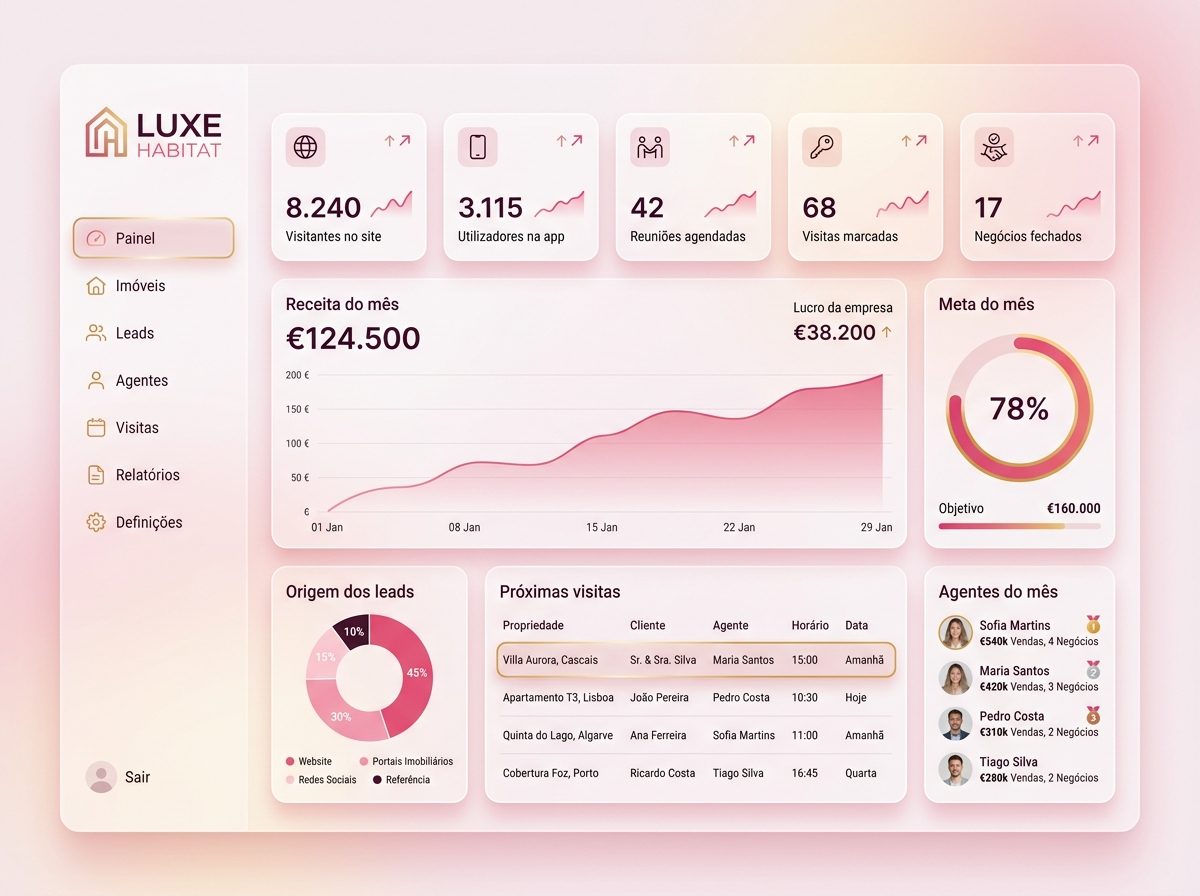 LUXE
HABITAT
Painel
Imóveis
Leads
Agentes
Visitas
Relatórios
Definições
Sair
8.240
Visitantes no site
3.115
Utilizadores na app
42
Reuniões agendadas
68
Visitas marcadas
17
Negócios fechados
Receita do mês
€124.500
Lucro da empresa
€38.200 ↑
200 €
150 €
100 €
50 €
€
01 Jan 08 Jan 15 Jan 22 Jan 29 Jan
Meta do mês
78%
Objetivo €160.000
Origem dos leads
10%
15%
45%
30%
Website Portais Imobiliários
Redes Sociais Referência
Próximas visitas
Propriedade Cliente Agente Horário Data
Villa Aurora, Cascais Sr. & Sra. Silva Maria Santos 15:00 Amanhã
Apartamento T3, Lisboa João Pereira Pedro Costa 10:30 Hoje
Quinta do Lago, Algarve Ana Ferreira Sofia Martins 11:00 Amanhã
Cobertura Foz, Porto Ricardo Costa Tiago Silva 16:45 Quarta
Agentes do mês
Sofia Martins 1
€540k Vendas, 4 Negócios
Maria Santos 2
€420k Vendas, 3 Negócios
Pedro Costa 3
€310k Vendas, 2 Negócios
Tiago Silva
€280k Vendas, 2 Negócios